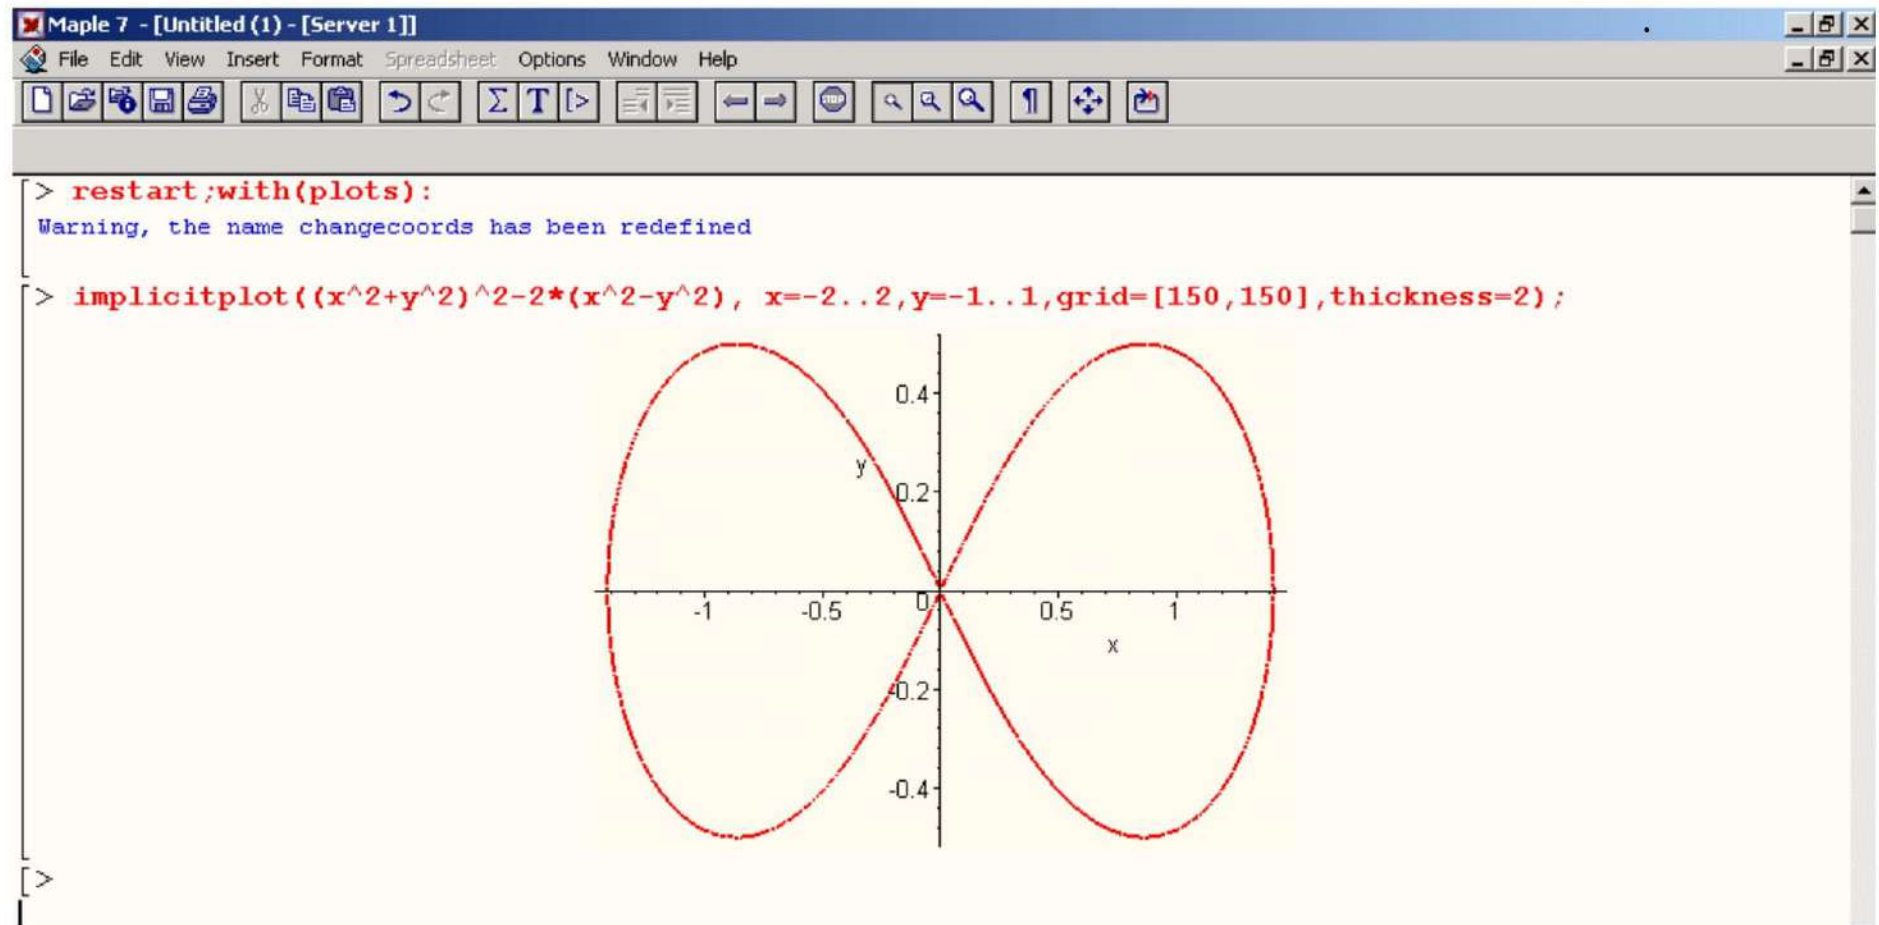 Maple 7 - [Untitled (1) - [Server 1]]
File Edit View Insert Format Spreadsheet Options Window Help
Σ T [>
STOP
[> restart;with(plots):
Warning, the name changecoords has been redefined
[> implicitplot((x^2+y^2)^2-2*(x^2-y^2), x=-2..2,y=-1..1,grid=[150,150],thickness=2);
0.4
y
0.2
-1 -0.5 0 0.5 1
x
-0.2
-0.4
[>